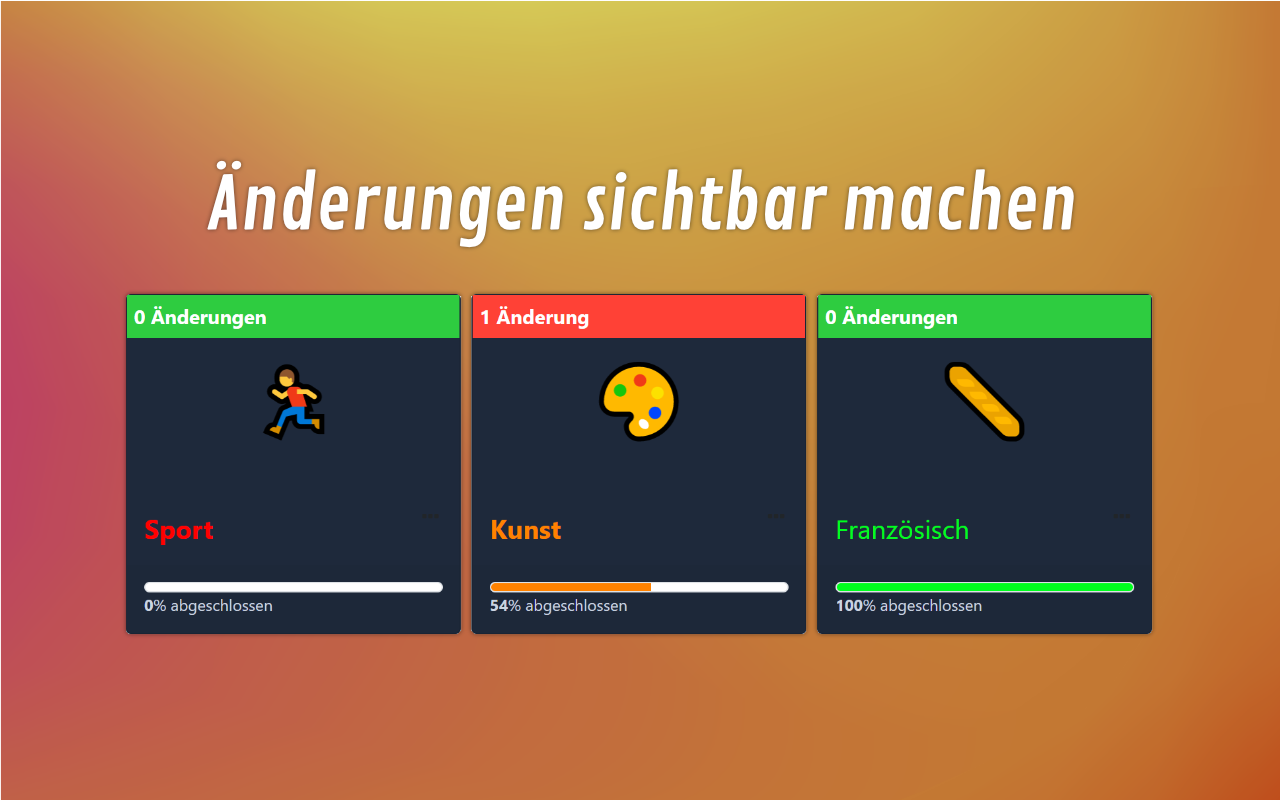 Änderungen sichtbar machen
0 Änderungen
1 Änderung
0 Änderungen
Sport
Kunst
Französisch
0% abgeschlossen
54% abgeschlossen
100% abgeschlossen